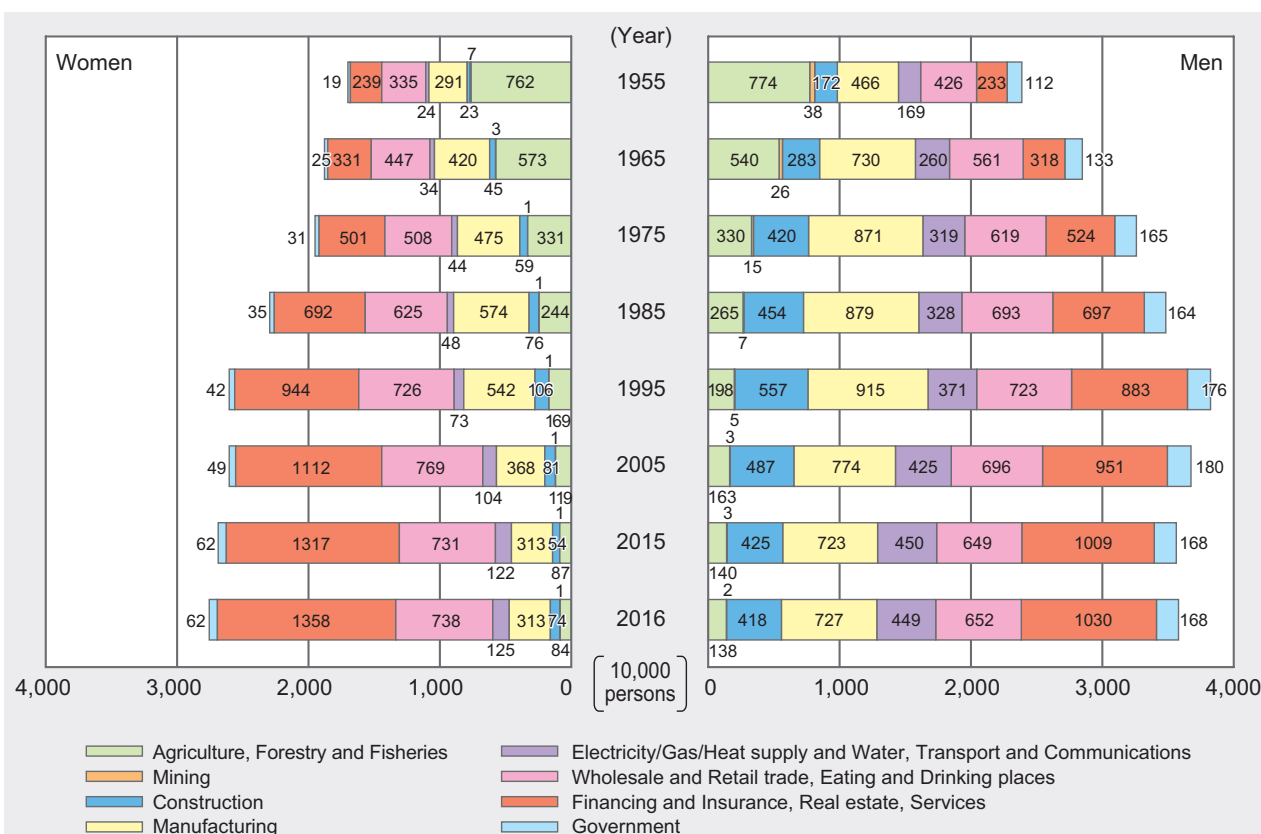 (Year)
Women
Men
7
19 239 335 291 762
24 23
1955
774 172 466 426 233 112
38 169
3
25 331 447 420 573
34 45
1965
540 283 730 260 561 318 133
26
1
31 501 508 475 331
44 59
1975
330 420 871 319 619 524 165
15
1
35 692 625 574 244
48 76
1985
265 454 879 328 693 697 164
7
1
42 944 726 542 106
73 169
1995
198 557 915 371 723 883 176
5
1
49 1112 769 368 81
104 119
2005
3
487 774 425 696 951 180
163
1
62 1317 731 313 54
122 87
2015
3
425 723 450 649 1009 168
140
1
62 1358 738 313 74
125 84
2016
2
418 727 449 652 1030 168
138
4,000 3,000 2,000 1,000 0
10,000
persons
0 1,000 2,000 3,000 4,000
Agriculture, Forestry and Fisheries
Mining
Construction
Manufacturing
Electricity/Gas/Heat supply and Water, Transport and Communications
Wholesale and Retail trade, Eating and Drinking places
Financing and Insurance, Real estate, Services
Government